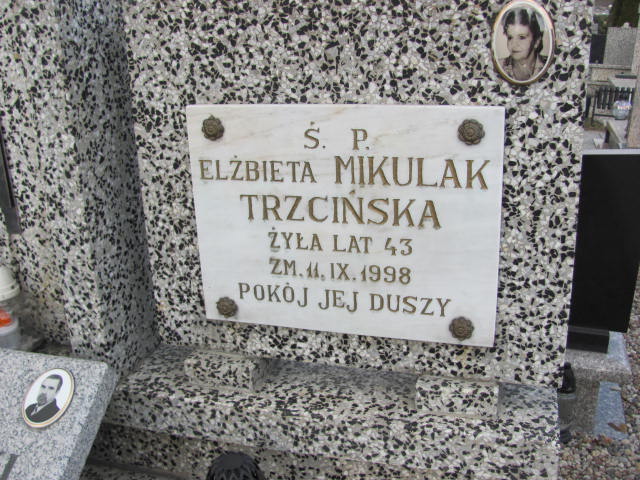 Ś. P.
ELŻBIETA MIKULAK
TRZCIŃSKA
ŻYŁA LAT 43
ZM. 11. IX. 1998
POKÓJ JEJ DUSZY